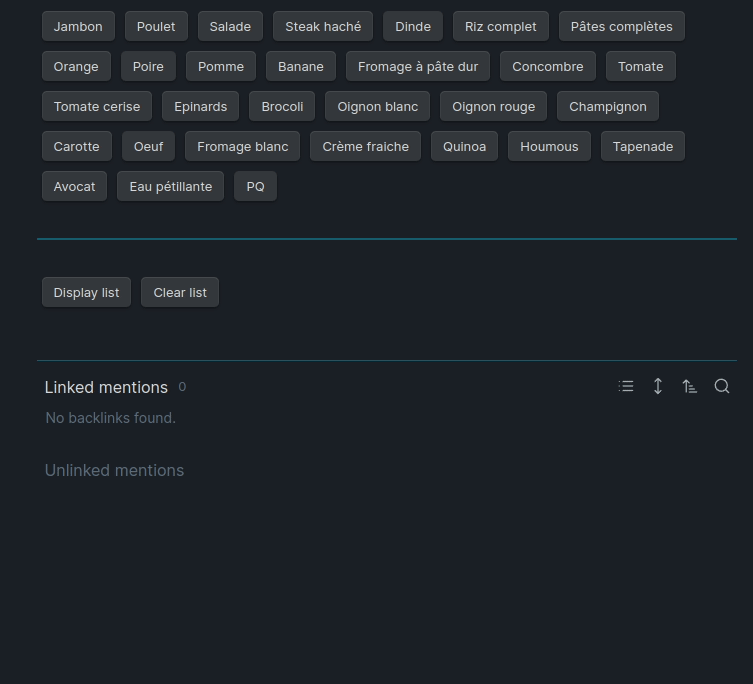 Jambon Poulet Salade Steak haché Dinde Riz complet Pâtes complètes
Orange Poire Pomme Banane Fromage à pâte dur Concombre Tomate
Tomate cerise Epinards Brocoli Oignon blanc Oignon rouge Champignon
Carotte Oeuf Fromage blanc Crème fraiche Quinoa Houmous Tapenade
Avocat Eau pétillante PQ
Display list Clear list
Linked mentions 0
No backlinks found.
Unlinked mentions